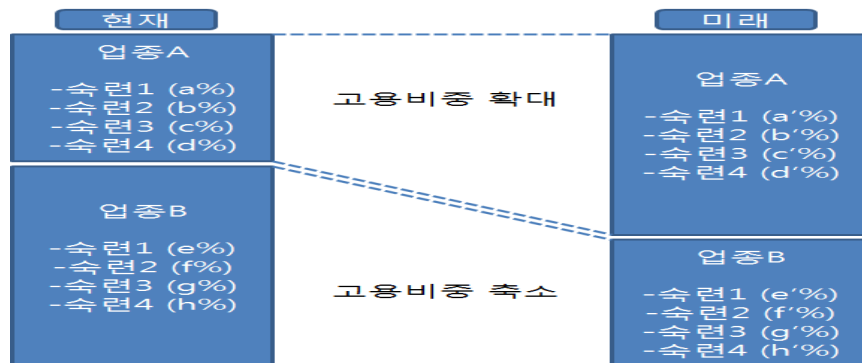 현재
업종A
-숙련1 (a%)
-숙련2 (b%)
-숙련3 (c%)
-숙련4 (d%)
업종B
-숙련1 (e%)
-숙련2 (f%)
-숙련3 (g%)
-숙련4 (h%)
고용비중 확대
고용비중 축소
미래
업종A
-숙련1 (a′%)
-숙련2 (b′%)
-숙련3 (c′%)
-숙련4 (d′%)
업종B
-숙련1 (e′%)
-숙련2 (f′%)
-숙련3 (g′%)
-숙련4 (h′%)